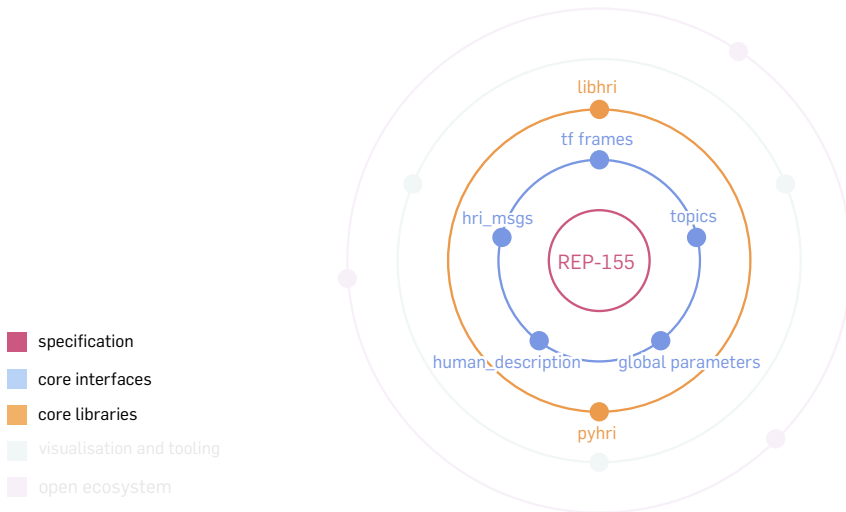 libhri
tf frames
hri_msgs
topics
REP-155
human_description
global parameters
pyhri
specification
core interfaces
core libraries
visualisation and tooling
open ecosystem